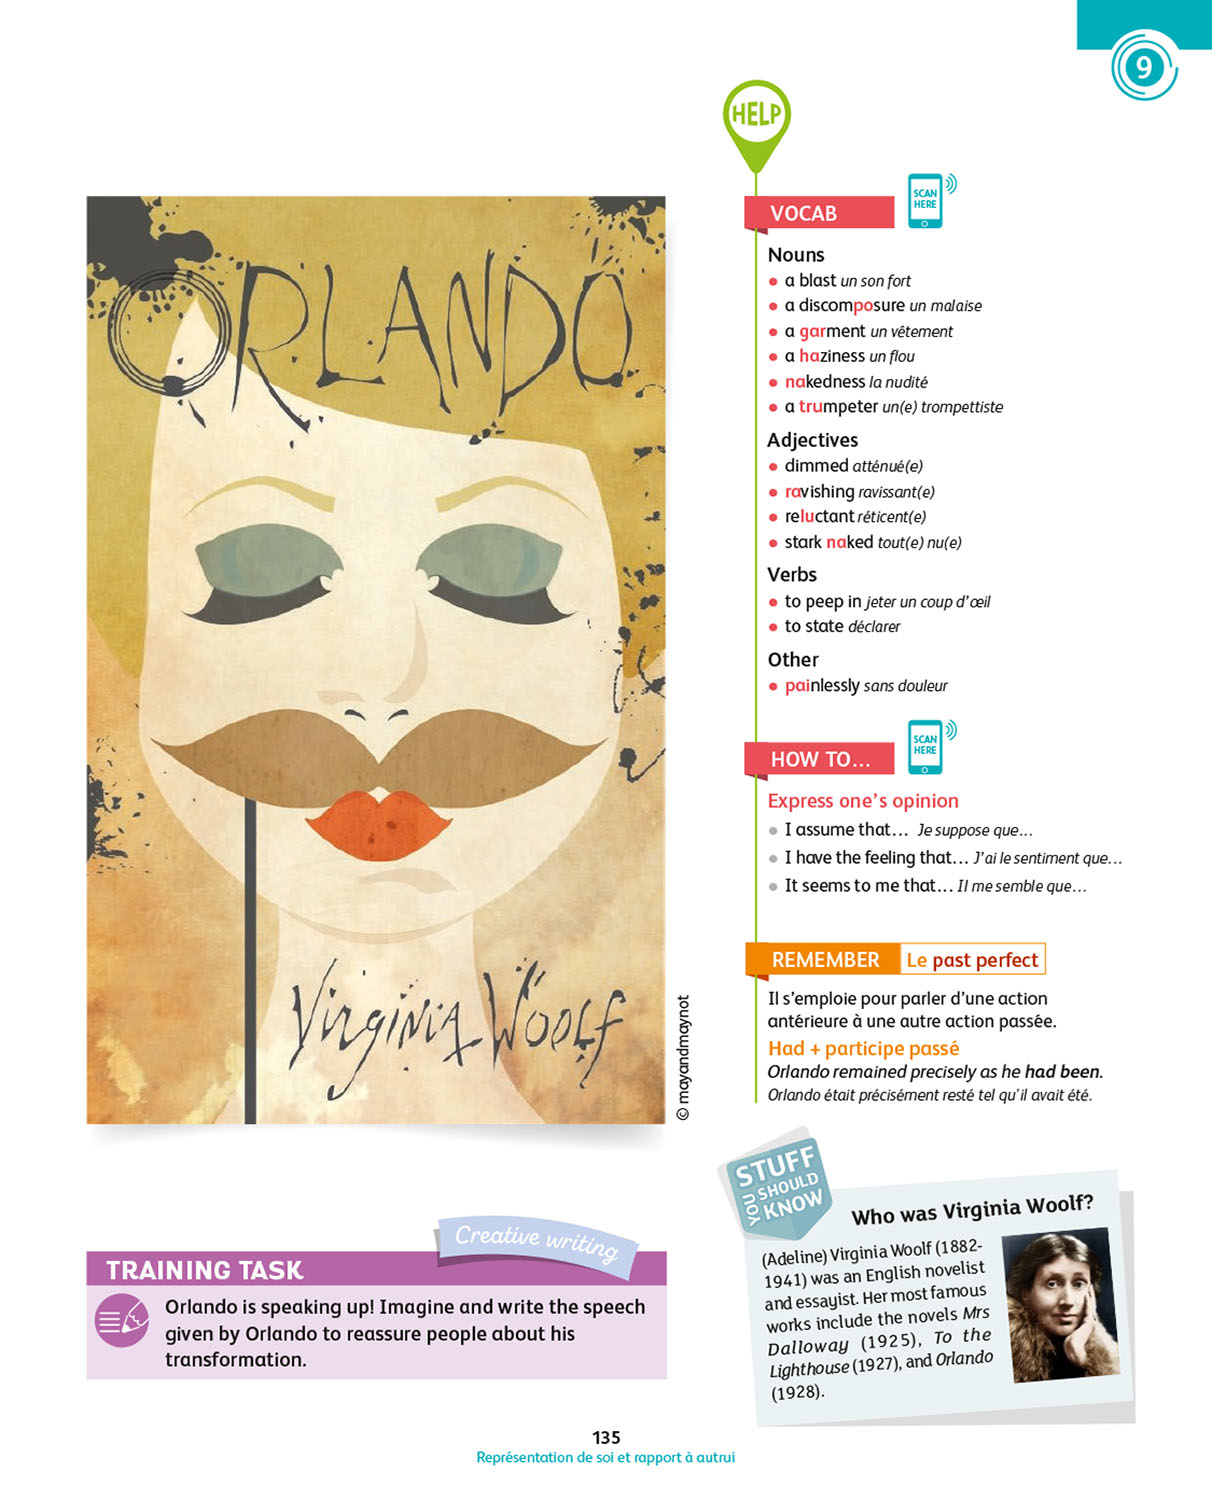 9
HELP
ORLANDO
Virginia Woolf
© mayandmaynot
VOCAB
SCAN
HERE
Nouns
• a blast un son fort
• a discomposure un malaise
• a garment un vêtement
• a haziness un flou
• nakedness la nudité
• a trumpeter un(e) trompettiste
Adjectives
• dimmed atténué(e)
• ravishing ravissant(e)
• reluctant réticent(e)
• stark naked tout(e) nu(e)
Verbs
• to peep in jeter un coup d'œil
• to state déclarer
Other
• painlessly sans douleur
HOW TO...
SCAN
HERE
Express one's opinion
• I assume that... Je suppose que...
• I have the feeling that... J'ai le sentiment que...
• It seems to me that... Il me semble que...
REMEMBER Le past perfect
Il s'emploie pour parler d'une action
antérieure à une autre action passée.
Had + participe passé
Orlando remained precisely as he had been.
Orlando était précisément resté tel qu'il avait été.
STUFF
YOU SHOULD
KNOW
Who was Virginia Woolf?
(Adeline) Virginia Woolf (1882-
1941) was an English novelist
and essayist. Her most famous
works include the novels Mrs
Dalloway (1925), To the
Lighthouse (1927), and Orlando
(1928).
Creative writing
TRAINING TASK
Orlando is speaking up! Imagine and write the speech
given by Orlando to reassure people about his
transformation.
135
Représentation de soi et rapport à autrui